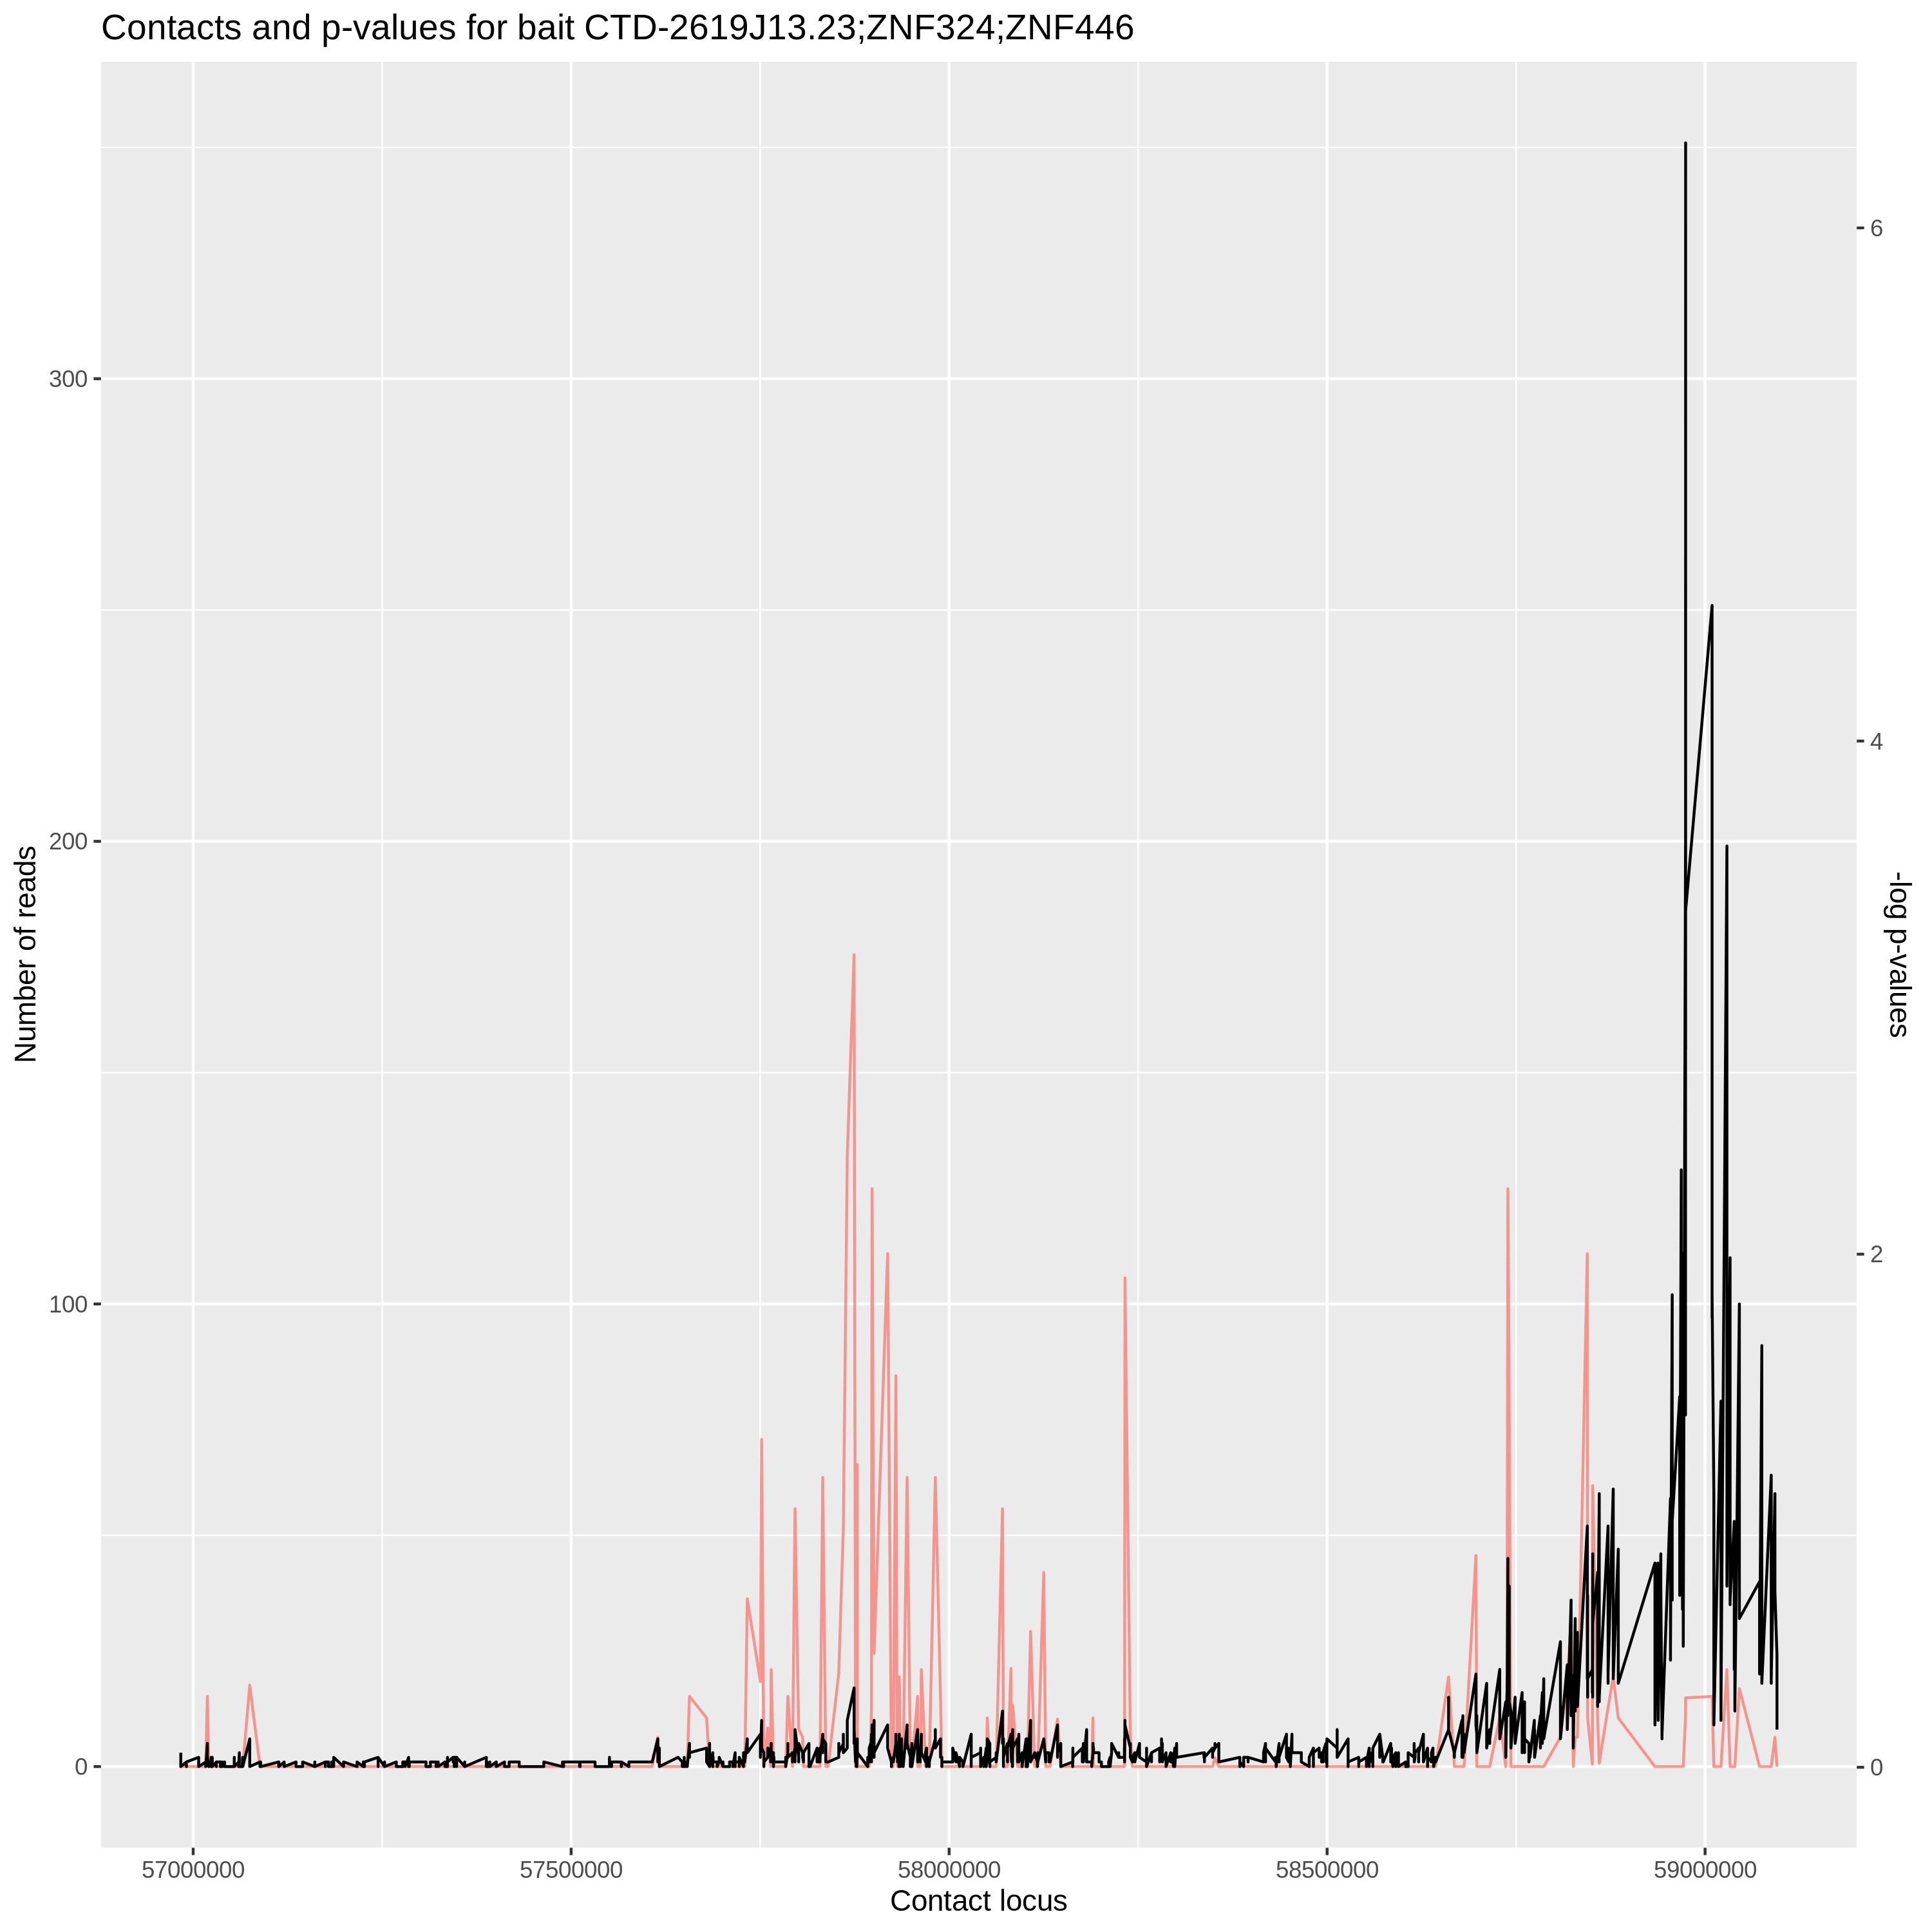 Contacts and p-values for bait CTD-2619J13.23;ZNF324;ZNF446
Number of reads
300
200
100
0
6
4
2
0
-log p-values
57000000 57500000 58000000 58500000 59000000
Contact locus